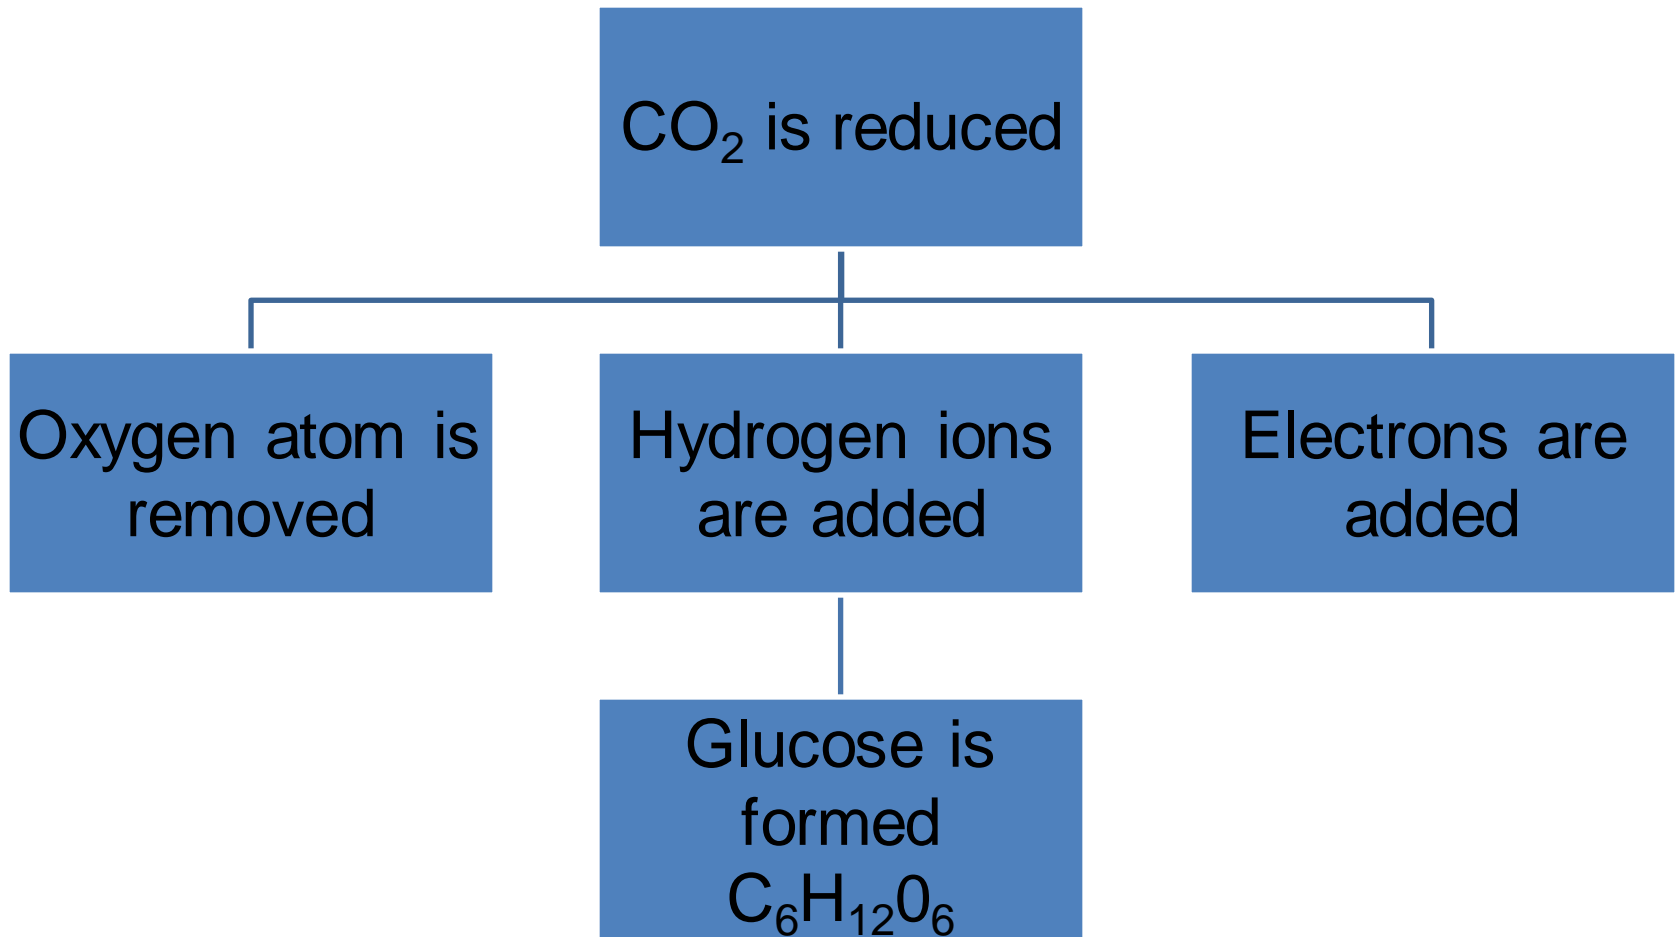 CO₂ is reduced
Oxygen atom is
removed
Hydrogen ions
are added
Electrons are
added
Glucose is
formed
C₆H₁₂0₆